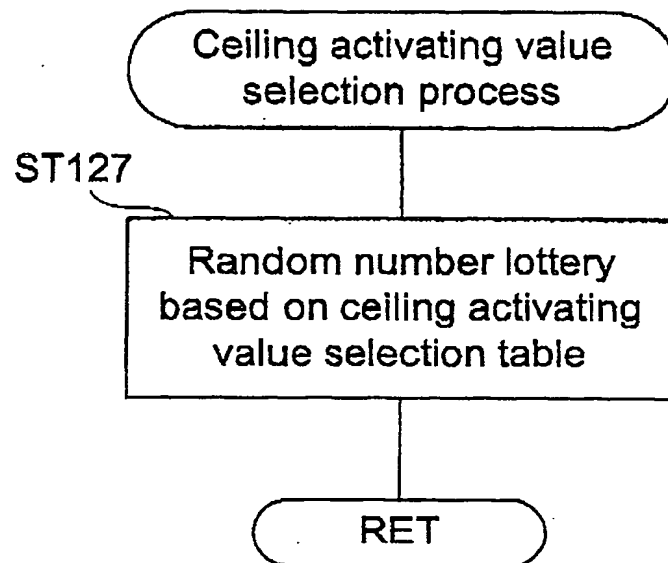 Ceiling activating value
selection process
ST127
Random number lottery
based on ceiling activating
value selection table
RET